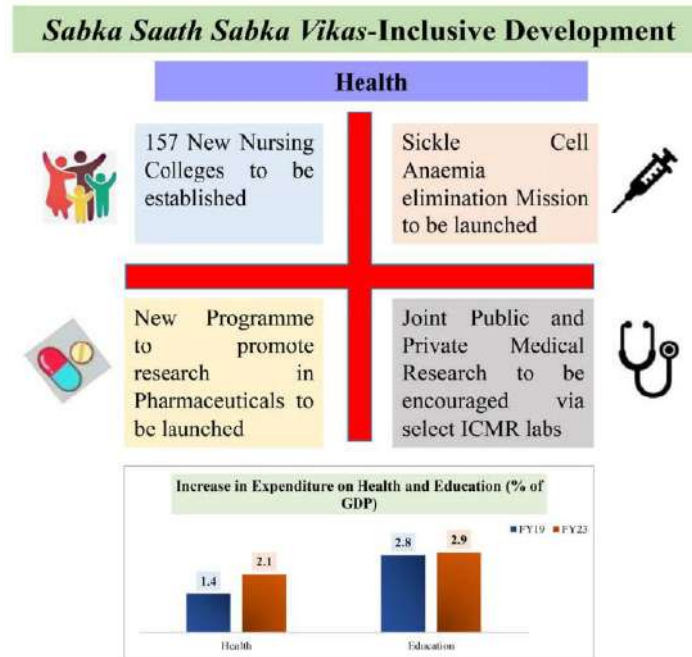 Sabka Saath Sabka Vikas-Inclusive Development
Health
157 New Nursing
Colleges to be
established
Sickle Cell
Anaemia
elimination Mission
to be launched
New Programme
to promote
research in
Pharmaceuticals to
be launched
Joint Public and
Private Medical
Research to be
encouraged via
select ICMR labs
Increase in Expenditure on Health and Education (% of
GDP)
FY19 FY23
1.4
2.1
2.8
2.9
Health
Education